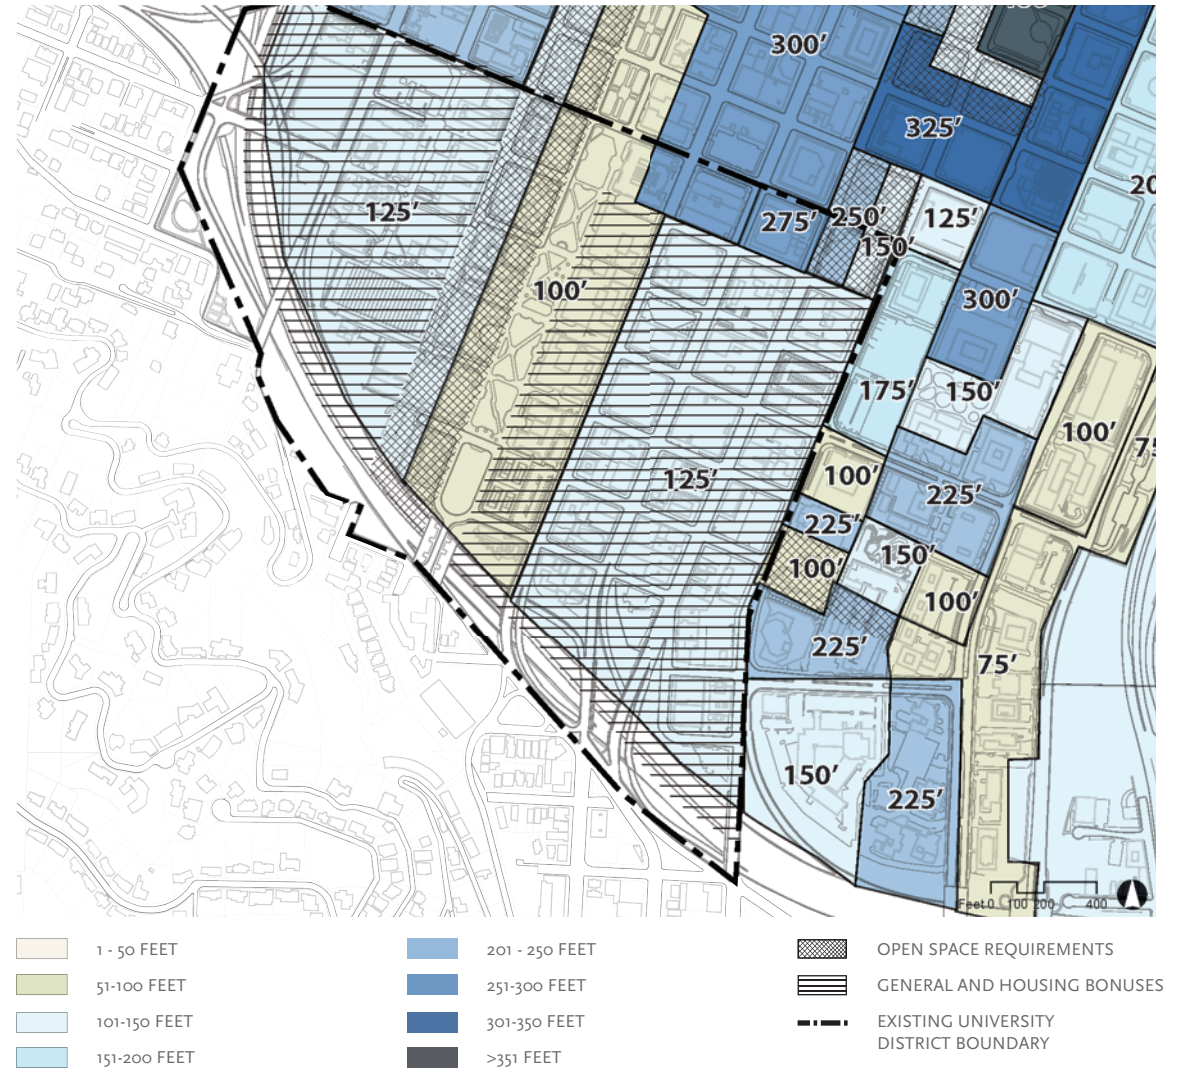 300′
325′
125′
275′
250′
125′
150′
100′
300′
175′
150′
100′
125′
100′
225′
225′
150′
100′
100′
225′
75′
150′
225′
Feet 0 100 200 400
1 - 50 FEET
51-100 FEET
101-150 FEET
151-200 FEET
201 - 250 FEET
251-300 FEET
301-350 FEET
>351 FEET
OPEN SPACE REQUIREMENTS
GENERAL AND HOUSING BONUSES
EXISTING UNIVERSITY
DISTRICT BOUNDARY